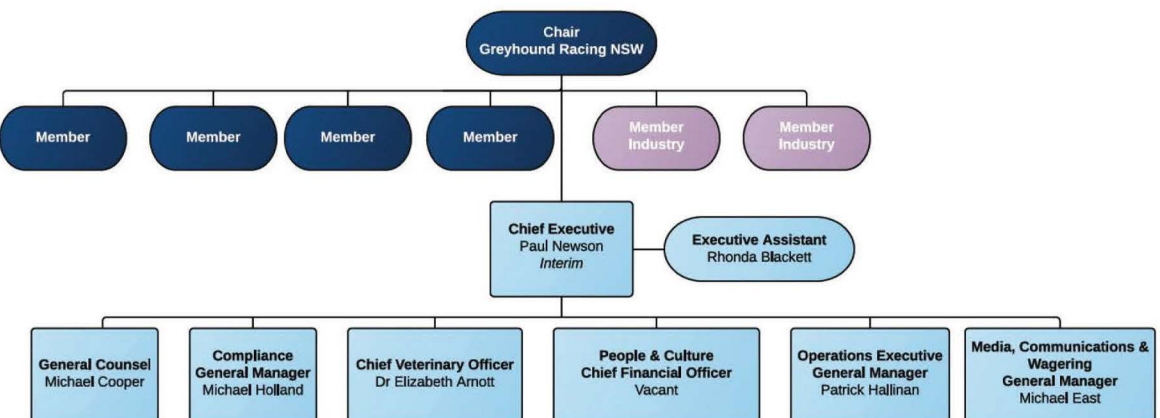 Chair
Greyhound Racing NSW
Member
Member
Member
Member
Member
Industry
Member
Industry
Chief Executive
Paul Newson
Interim
Executive Assistant
Rhonda Blackett
General Counsel
Michael Cooper
Compliance
General Manager
Michael Holland
Chief Veterinary Officer
Dr Elizabeth Arnott
People & Culture
Chief Financial Officer
Vacant
Operations Executive
General Manager
Patrick Hallinan
Media, Communications &
Wagering
General Manager
Michael East